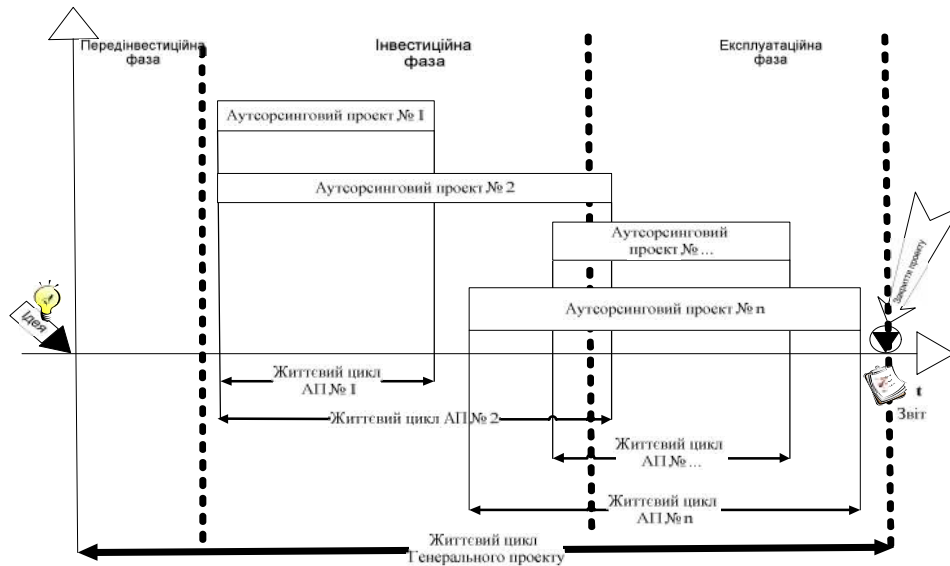 Передінвестиційна
фаза
Інвестиційна
фаза
Експлуатаційна
фаза
Аутсорсинговий проект № 1
Аутсорсинговий проект № 2
Аутсорсинговий
проект № ...
Аутсорсинговий проект № n
Закриття проекту
Ідея
t
Звіт
Життєвий цикл
АП № 1
Життєвий цикл АП № 2
Життєвий цикл
АП № ...
Життєвий цикл
АП № n
Життєвий цикл
Генерального проекту